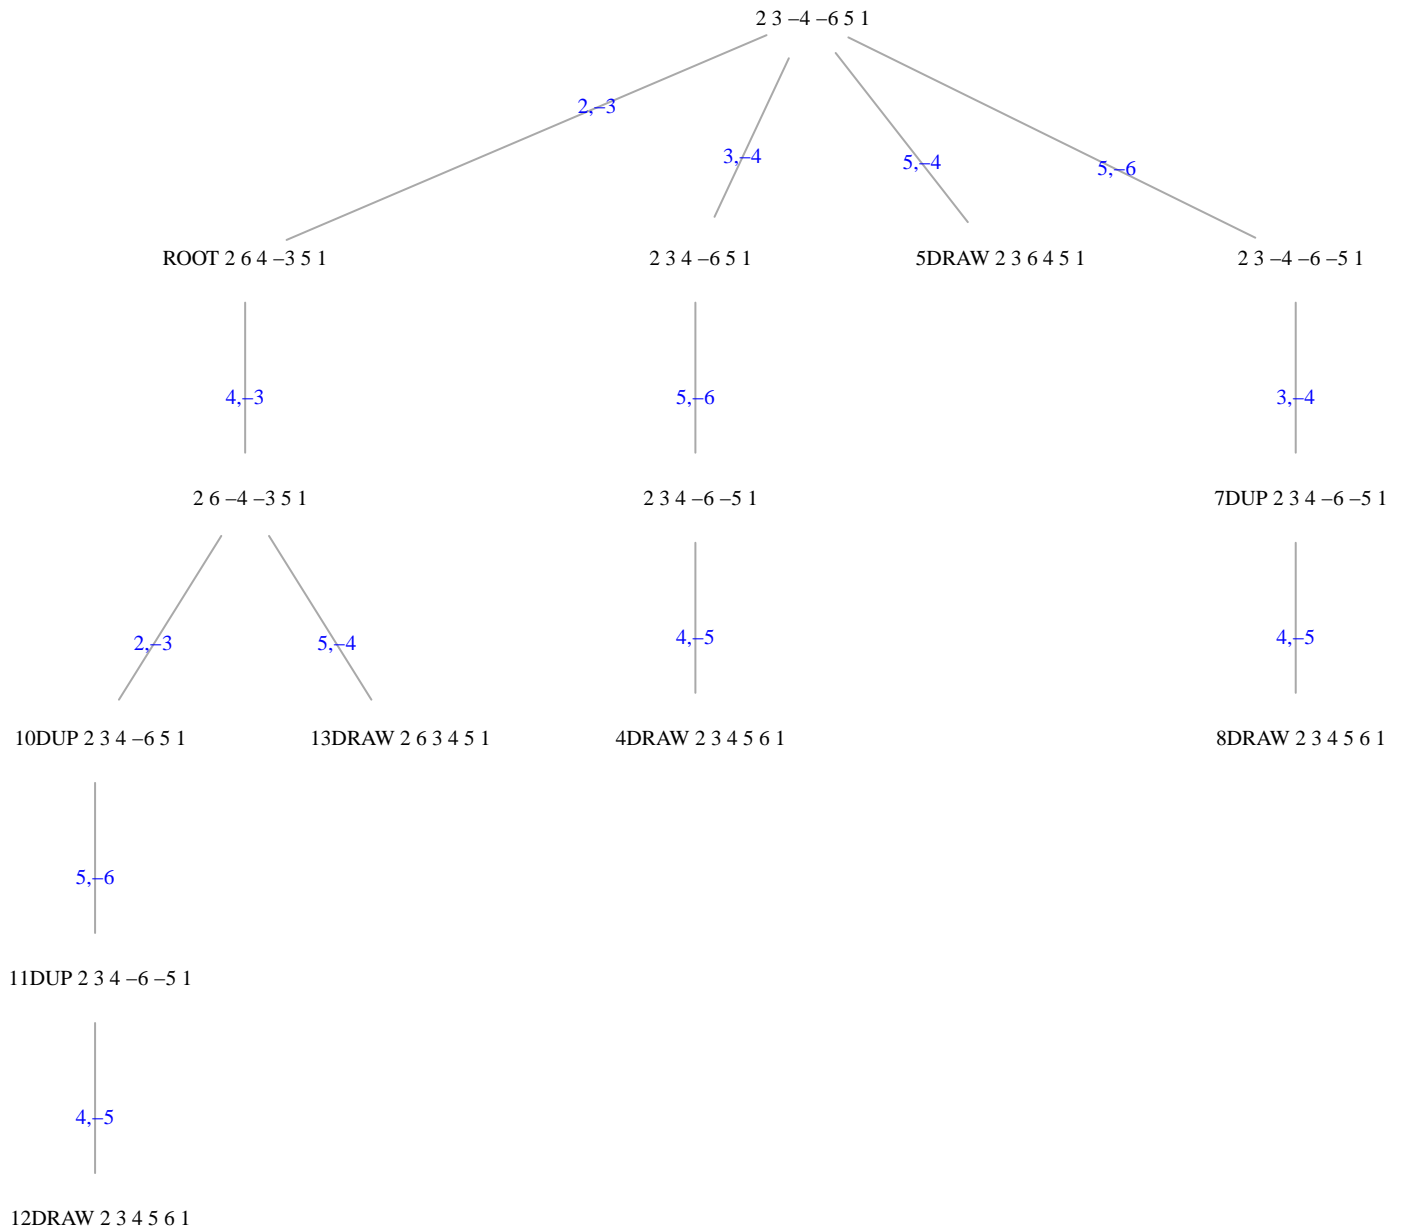 2 3 –4 –6 5 1
2,–3
3,–4
5,–4
5,–6
ROOT 2 6 4 –3 5 1
2 3 4 –6 5 1
5DRAW 2 3 6 4 5 1
2 3 –4 –6 –5 1
4,–3
5,–6
3,–4
2 6 –4 –3 5 1
2 3 4 –6 –5 1
7DUP 2 3 4 –6 –5 1
2,–3
5,–4
4,–5
4,–5
10DUP 2 3 4 –6 5 1
13DRAW 2 6 3 4 5 1
4DRAW 2 3 4 5 6 1
8DRAW 2 3 4 5 6 1
5,–6
11DUP 2 3 4 –6 –5 1
4,–5
12DRAW 2 3 4 5 6 1